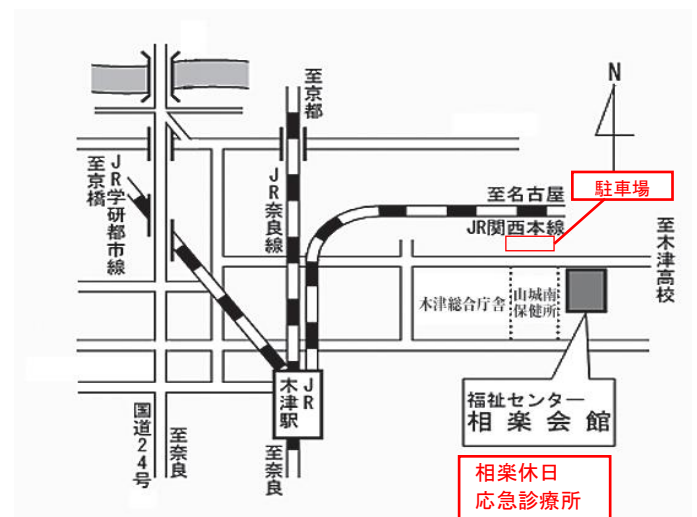 至京都
N
駐車場
至京橋
JR学研都市線
JR奈良線
至名古屋
JR関西本線
至木津高校
木津総合庁舎
山城南
保健所
JR
木津駅
福祉センター
相楽会館
国道24号
至奈良
至奈良
相楽休日
応急診療所